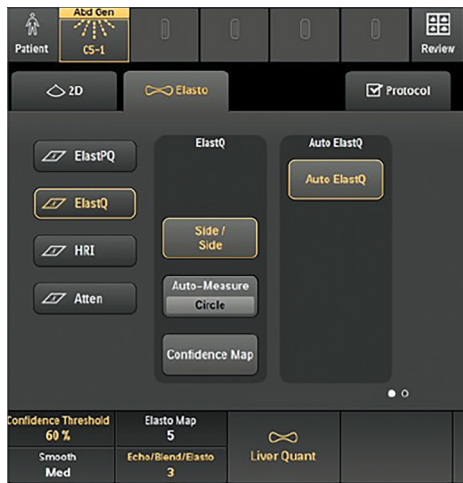 Patient
Abd Gen
C5-1
Review
2D
Elasto
Protocol
ElastPQ
ElastQ
HRI
Atten
ElastQ
Side /
Side
Auto-Measure
Circle
Confidence Map
Auto ElastQ
Auto ElastQ
Confidence Threshold
60 %
Elasto Map
5
Smooth
Med
Echo/Blend/Elasto
3
Liver Quant